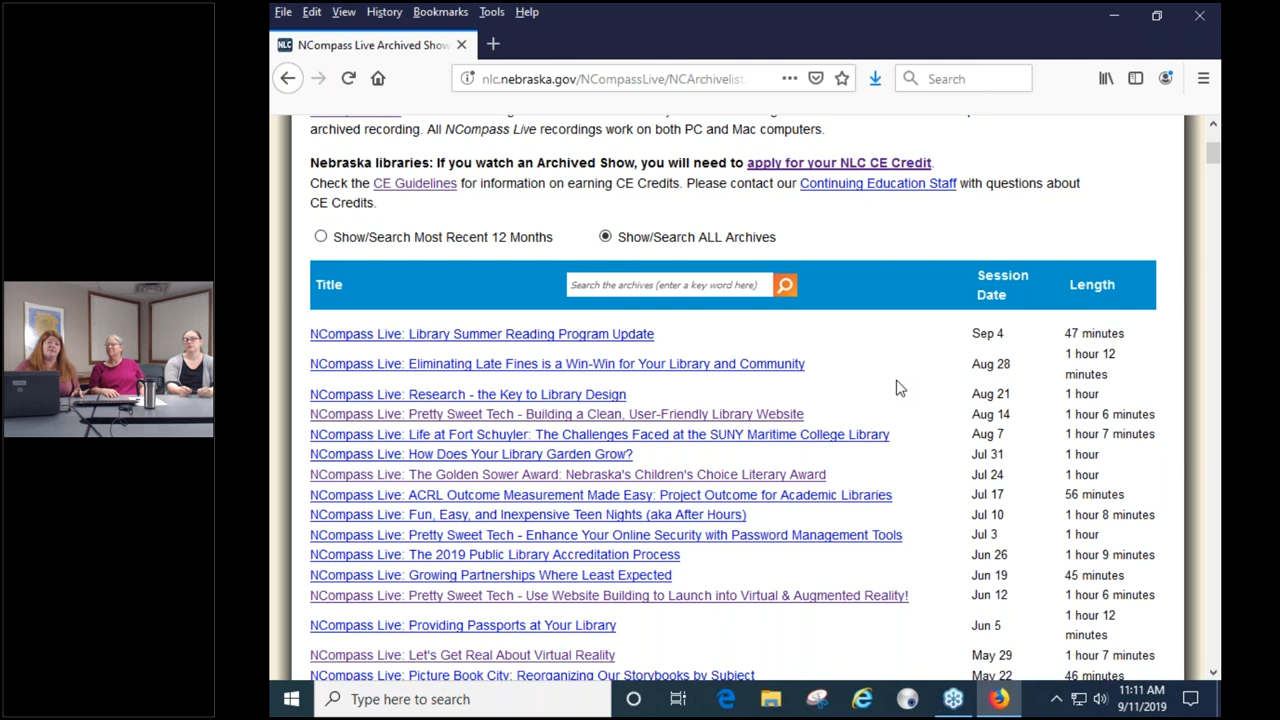 File Edit View History Bookmarks Tools Help
NLC NCompass Live Archived Show
nlc.nebraska.gov/NCompassLive/NCArchivelist. Search
archived recording. All NCompass Live recordings work on both PC and Mac computers.
Nebraska libraries: If you watch an Archived Show, you will need to apply for your NLC CE Credit.
Check the CE Guidelines for information on earning CE Credits. Please contact our Continuing Education Staff with questions about
CE Credits.
Show/Search Most Recent 12 Months Show/Search ALL Archives
Title Search the archives (enter a key word here) Session Date Length
NCompass Live: Library Summer Reading Program Update Sep 4 47 minutes
NCompass Live: Eliminating Late Fines is a Win-Win for Your Library and Community Aug 28 1 hour 12 minutes
NCompass Live: Research - the Key to Library Design Aug 21 1 hour
NCompass Live: Pretty Sweet Tech - Building a Clean, User-Friendly Library Website Aug 14 1 hour 6 minutes
NCompass Live: Life at Fort Schuyler: The Challenges Faced at the SUNY Maritime College Library Aug 7 1 hour 7 minutes
NCompass Live: How Does Your Library Garden Grow? Jul 31 1 hour
NCompass Live: The Golden Sower Award: Nebraska's Children's Choice Literary Award Jul 24 1 hour
NCompass Live: ACRL Outcome Measurement Made Easy: Project Outcome for Academic Libraries Jul 17 56 minutes
NCompass Live: Fun, Easy, and Inexpensive Teen Nights (aka After Hours) Jul 10 1 hour 8 minutes
NCompass Live: Pretty Sweet Tech - Enhance Your Online Security with Password Management Tools Jul 3 1 hour
NCompass Live: The 2019 Public Library Accreditation Process Jun 26 1 hour 9 minutes
NCompass Live: Growing Partnerships Where Least Expected Jun 19 45 minutes
NCompass Live: Pretty Sweet Tech - Use Website Building to Launch into Virtual & Augmented Reality! Jun 12 1 hour 6 minutes
NCompass Live: Providing Passports at Your Library Jun 5 1 hour 12 minutes
NCompass Live: Let's Get Real About Virtual Reality May 29 1 hour 7 minutes
NCompass Live: Picture Book City: Reorganizing Our Storybooks by Subject May 22 46 minutes
Type here to search 11:11 AM
9/11/2019